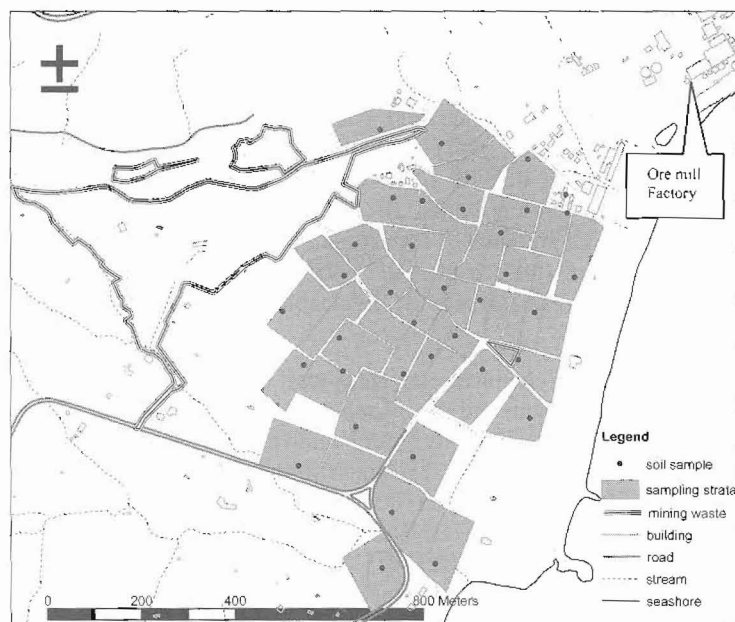 Ore mill
Factory
Legend
soil sample
sampling strata
mining waste
building
road
stream
seashore
0 200 400 800 Meters